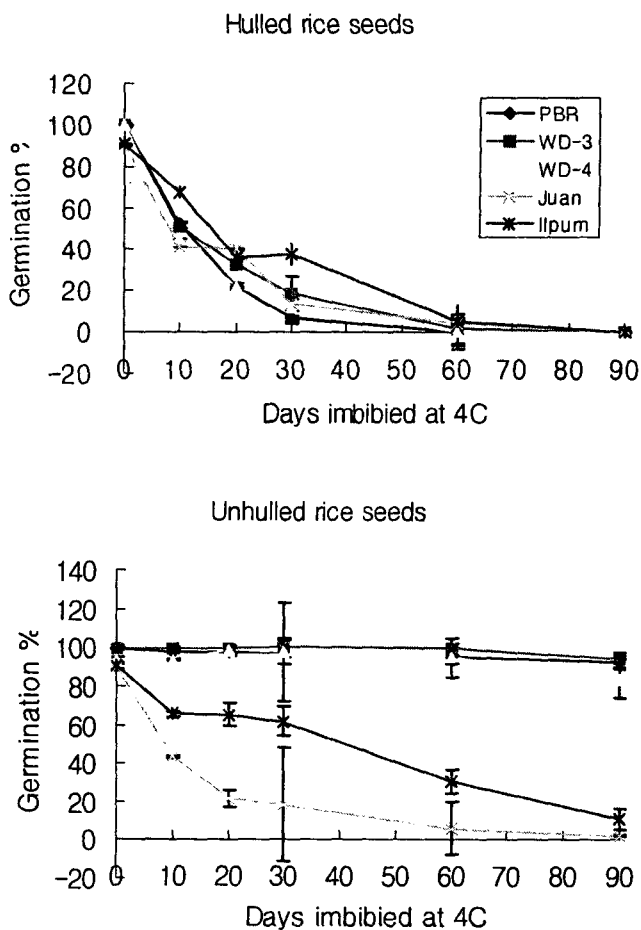 Hulled rice seeds
120
100
80
60
40
20
0
-20
Germination %
PBR
WD-3
WD-4
Juan
Ilpum
0 10 20 30 40 50 60 70 80 90
Days imbibied at 4C
Unhulled rice seeds
140
120
100
80
60
40
20
0
-20
Germination %
0 10 20 30 40 50 60 70 80 90
Days imbibied at 4C